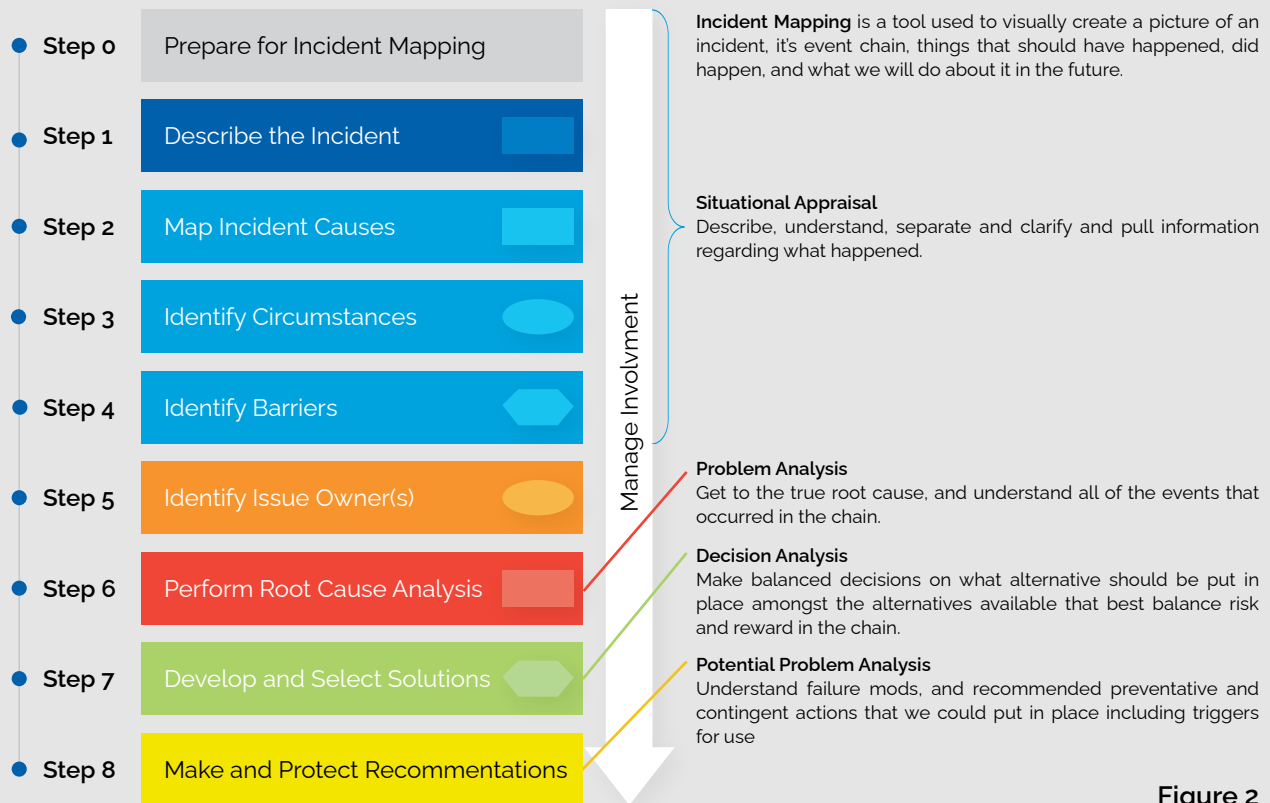 Step 0
Prepare for Incident Mapping
Step 1
Describe the Incident
Step 2
Map Incident Causes
Step 3
Identify Circumstances
Step 4
Identify Barriers
Step 5
Identify Issue Owner(s)
Step 6
Perform Root Cause Analysis
Step 7
Develop and Select Solutions
Step 8
Make and Protect Recommentations
Manage Involvment
Incident Mapping is a tool used to visually create a picture of an
incident, it's event chain, things that should have happened, did
happen, and what we will do about it in the future.
Situational Appraisal
Describe, understand, separate and clarify and pull information
regarding what happened.
Problem Analysis
Get to the true root cause, and understand all of the events that
occurred in the chain.
Decision Analysis
Make balanced decisions on what alternative should be put in
place amongst the alternatives available that best balance risk
and reward in the chain.
Potential Problem Analysis
Understand failure mods, and recommended preventative and
contingent actions that we could put in place including triggers
for use
Figure 2